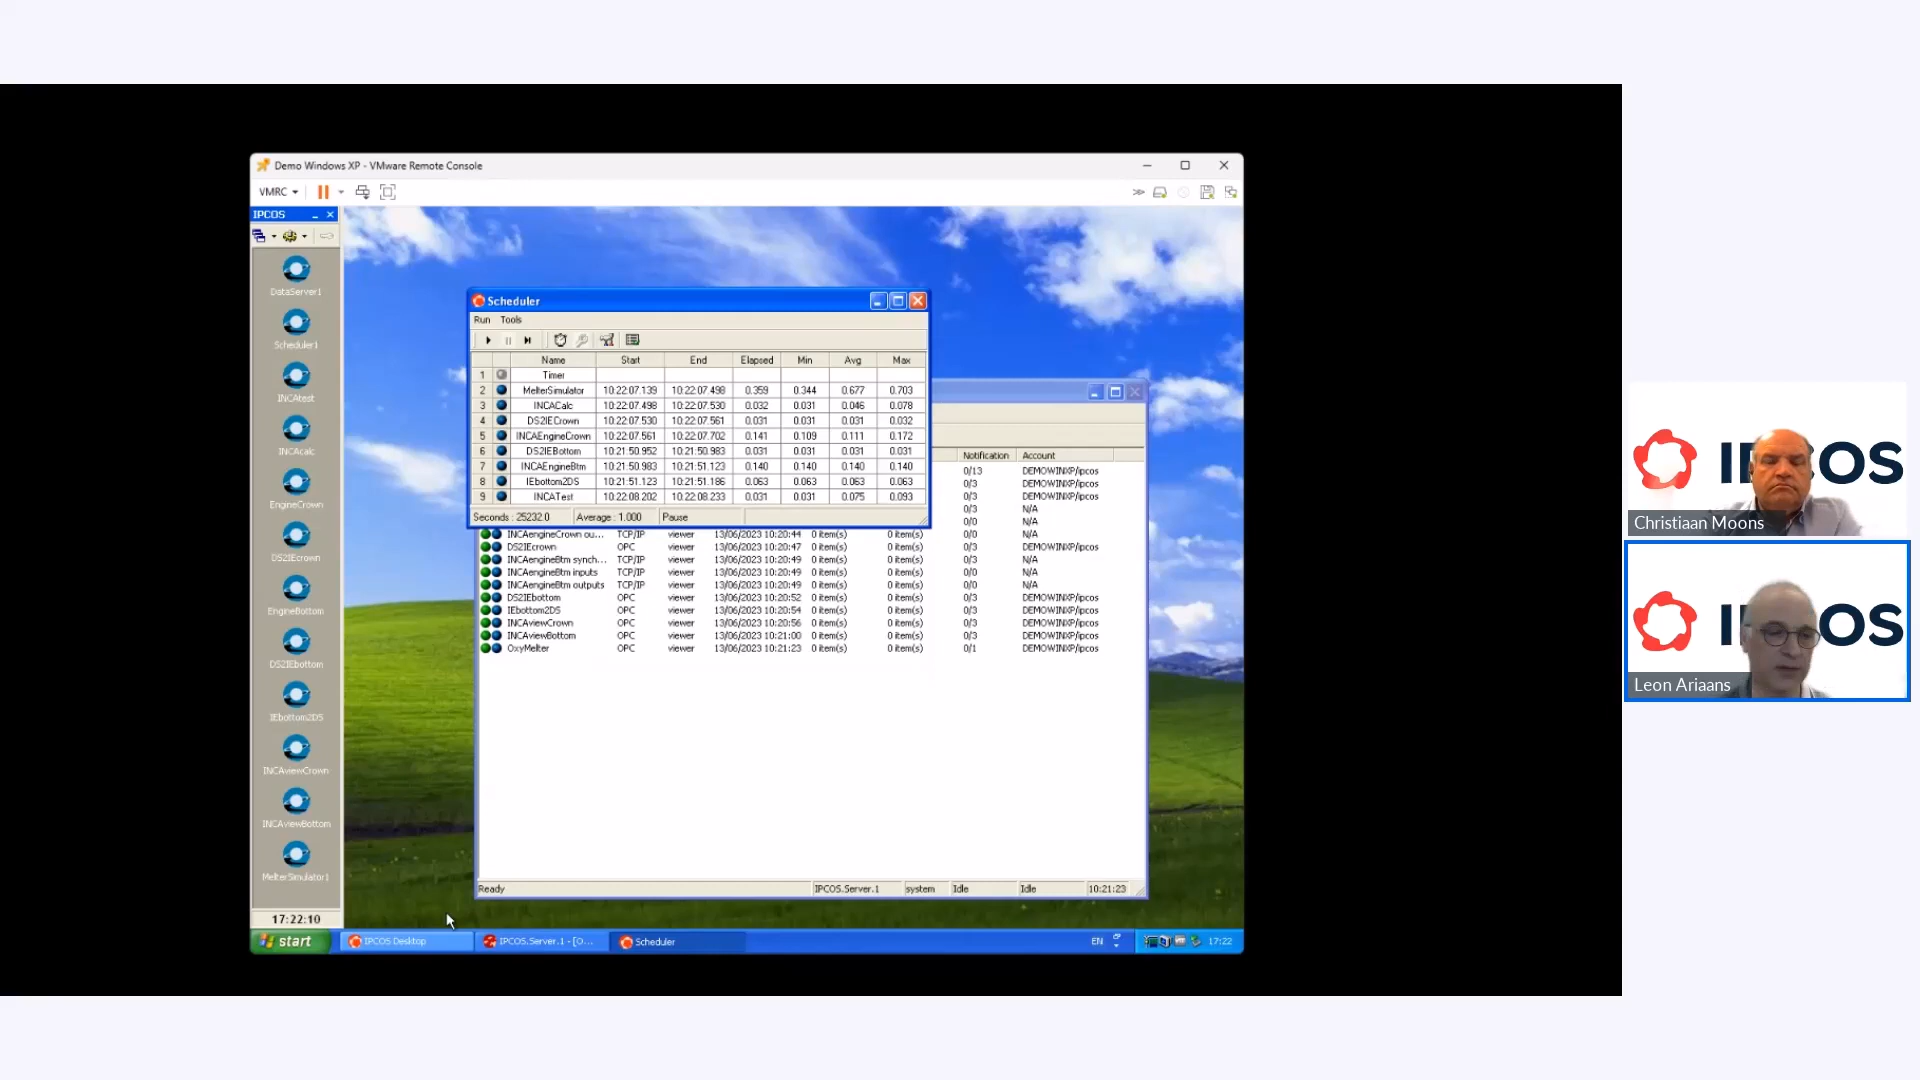 Demo Windows XP - VMware Remote Console
VMRC
IPCOS
DataServer1
Scheduler1
INCAtest
INCAcalc
EngineCrown
DS2IEcrown
EngineBottom
DS2IEbottom
IEbottom2DS
INCAviewCrown
INCAviewBottom
MelterSimulator1
17:22:10
Scheduler
Run Tools
Name Start End Elapsed Min Avg Max
1 Timer
2 MelterSimulator 10:22:07.139 10:22:07.498 0.359 0.344 0.677 0.703
3 INCACalc 10:22:07.498 10:22:07.530 0.032 0.031 0.046 0.078
4 DS2IECrown 10:22:07.530 10:22:07.561 0.031 0.031 0.031 0.032
5 INCAEngineCrown 10:22:07.561 10:22:07.702 0.141 0.109 0.111 0.172
6 DS2IEBottom 10:21:50.952 10:21:50.983 0.031 0.031 0.031 0.031
7 INCAEngineBtm 10:21:50.983 10:21:51.123 0.140 0.140 0.140 0.140
8 IEbottom2DS 10:21:51.123 10:21:51.186 0.063 0.063 0.063 0.063
9 INCATest 10:22:08.202 10:22:08.233 0.031 0.031 0.075 0.093
Seconds : 25232.0 Average : 1.000 Pause
Notification Account
0/13 DEMOWINXP/ipcos
0/3 DEMOWINXP/ipcos
0/3 DEMOWINXP/ipcos
0/3 N/A
0/0 N/A
INCAengineCrown ou... TCP/IP viewer 13/06/2023 10:20:44 0 item(s) 0 item(s) 0/0 N/A
DS2IEcrown OPC viewer 13/06/2023 10:20:47 0 item(s) 0 item(s) 0/3 DEMOWINXP/ipcos
INCAengineBtm synch... TCP/IP viewer 13/06/2023 10:20:49 0 item(s) 0 item(s) 0/3 N/A
INCAengineBtm inputs TCP/IP viewer 13/06/2023 10:20:49 0 item(s) 0 item(s) 0/0 N/A
INCAengineBtm outputs TCP/IP viewer 13/06/2023 10:20:49 0 item(s) 0 item(s) 0/0 N/A
DS2IEbottom OPC viewer 13/06/2023 10:20:52 0 item(s) 0 item(s) 0/3 DEMOWINXP/ipcos
IEbottom2DS OPC viewer 13/06/2023 10:20:54 0 item(s) 0 item(s) 0/3 DEMOWINXP/ipcos
INCAviewCrown OPC viewer 13/06/2023 10:20:56 0 item(s) 0 item(s) 0/3 DEMOWINXP/ipcos
INCAviewBottom OPC viewer 13/06/2023 10:21:00 0 item(s) 0 item(s) 0/3 DEMOWINXP/ipcos
OxyMelter OPC viewer 13/06/2023 10:21:23 0 item(s) 0 item(s) 0/1 DEMOWINXP/ipcos
Ready IPCOS.Server.1 system Idle Idle 10:21:23
start IPCOS Desktop IPCOS.Server.1 - [O... Scheduler EN 17:22
Christiaan Moons
Leon Ariaans